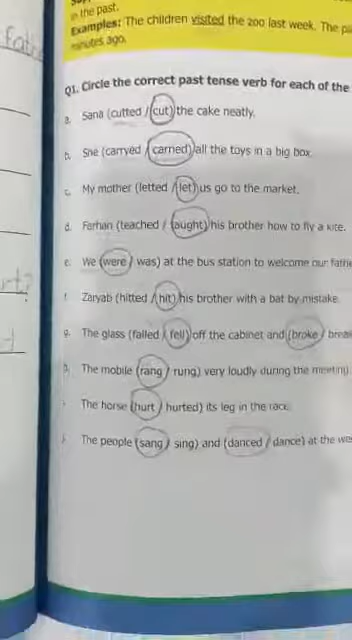 in the past.
Examples: The children visited the zoo last week. The
minutes ago.
Q1. Circle the correct past tense verb for each of the
a. Sana (cutted / cut) the cake neatly.
b. She (carryed / carried) all the toys in a big box.
c. My mother (letted / let) us go to the market.
d. Farhan (teached / taught) his brother how to fly a kite.
e. We (were / was) at the bus station to welcome our
f. Zaryab (hitted / hit) his brother with a bat by mistake.
g. The glass (falled / fell) off the cabinet and (broke /
h. The mobile (rang / rung) very loudly during the meeting.
The horse (hurt / hurted) its leg in the race.
The people (sang / sing) and (danced / dance) at the